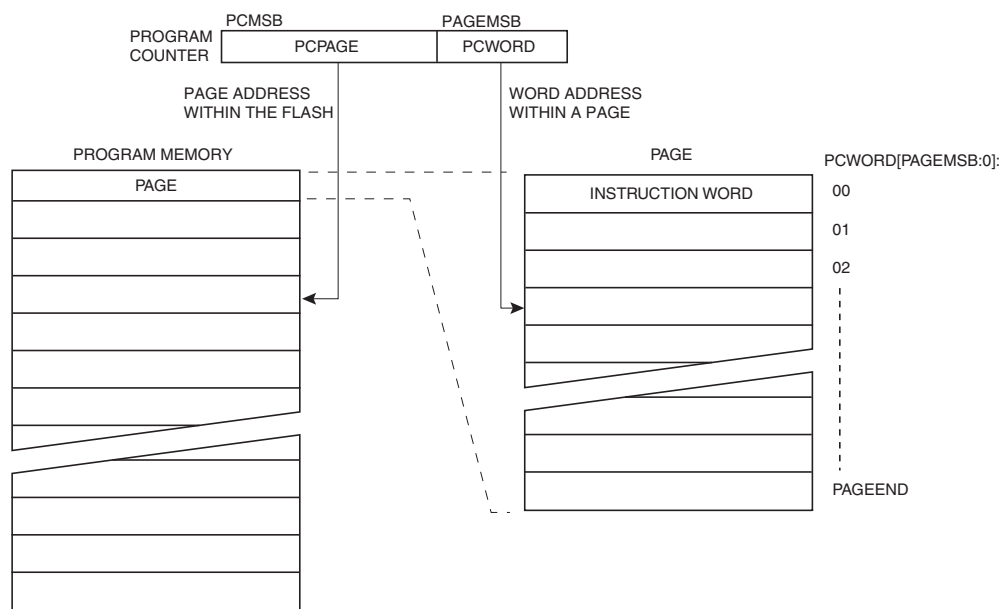 PCMSB PAGEMSB
PROGRAM
COUNTER
PCPAGE PCWORD
PAGE ADDRESS
WITHIN THE FLASH
WORD ADDRESS
WITHIN A PAGE
PROGRAM MEMORY
PAGE
PAGE
INSTRUCTION WORD
PCWORD[PAGEMSB:0]:
00
01
02
PAGEEND